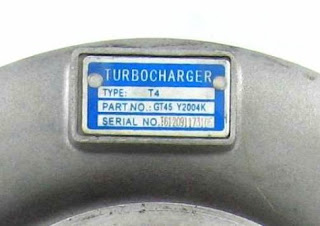 TURBOCHARGER
TYPE: T4
PART.NO.: GT45 Y2004K
SERIAL NO.